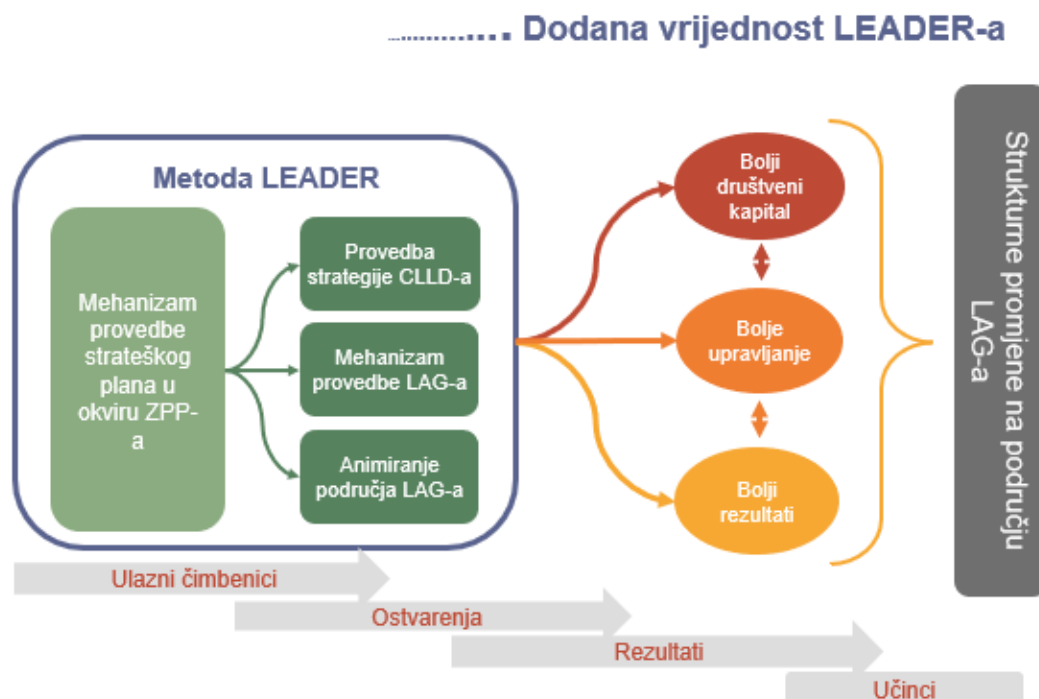 ................. Dodana vrijednost LEADER-a
Metoda LEADER
Mehanizam
provedbe
strateškog
plana u
okviru ZPP-
a
Provedba
strategije CLLD-a
Mehanizam
provedbe LAG-a
Animiranje
područja LAG-a
Bolji
društveni
kapital
Bolje
upravljanje
Bolji
rezultati
Strukturne promjene na području
LAG-a
Ulazni čimbenici
Ostvarenja
Rezultati
Učinci